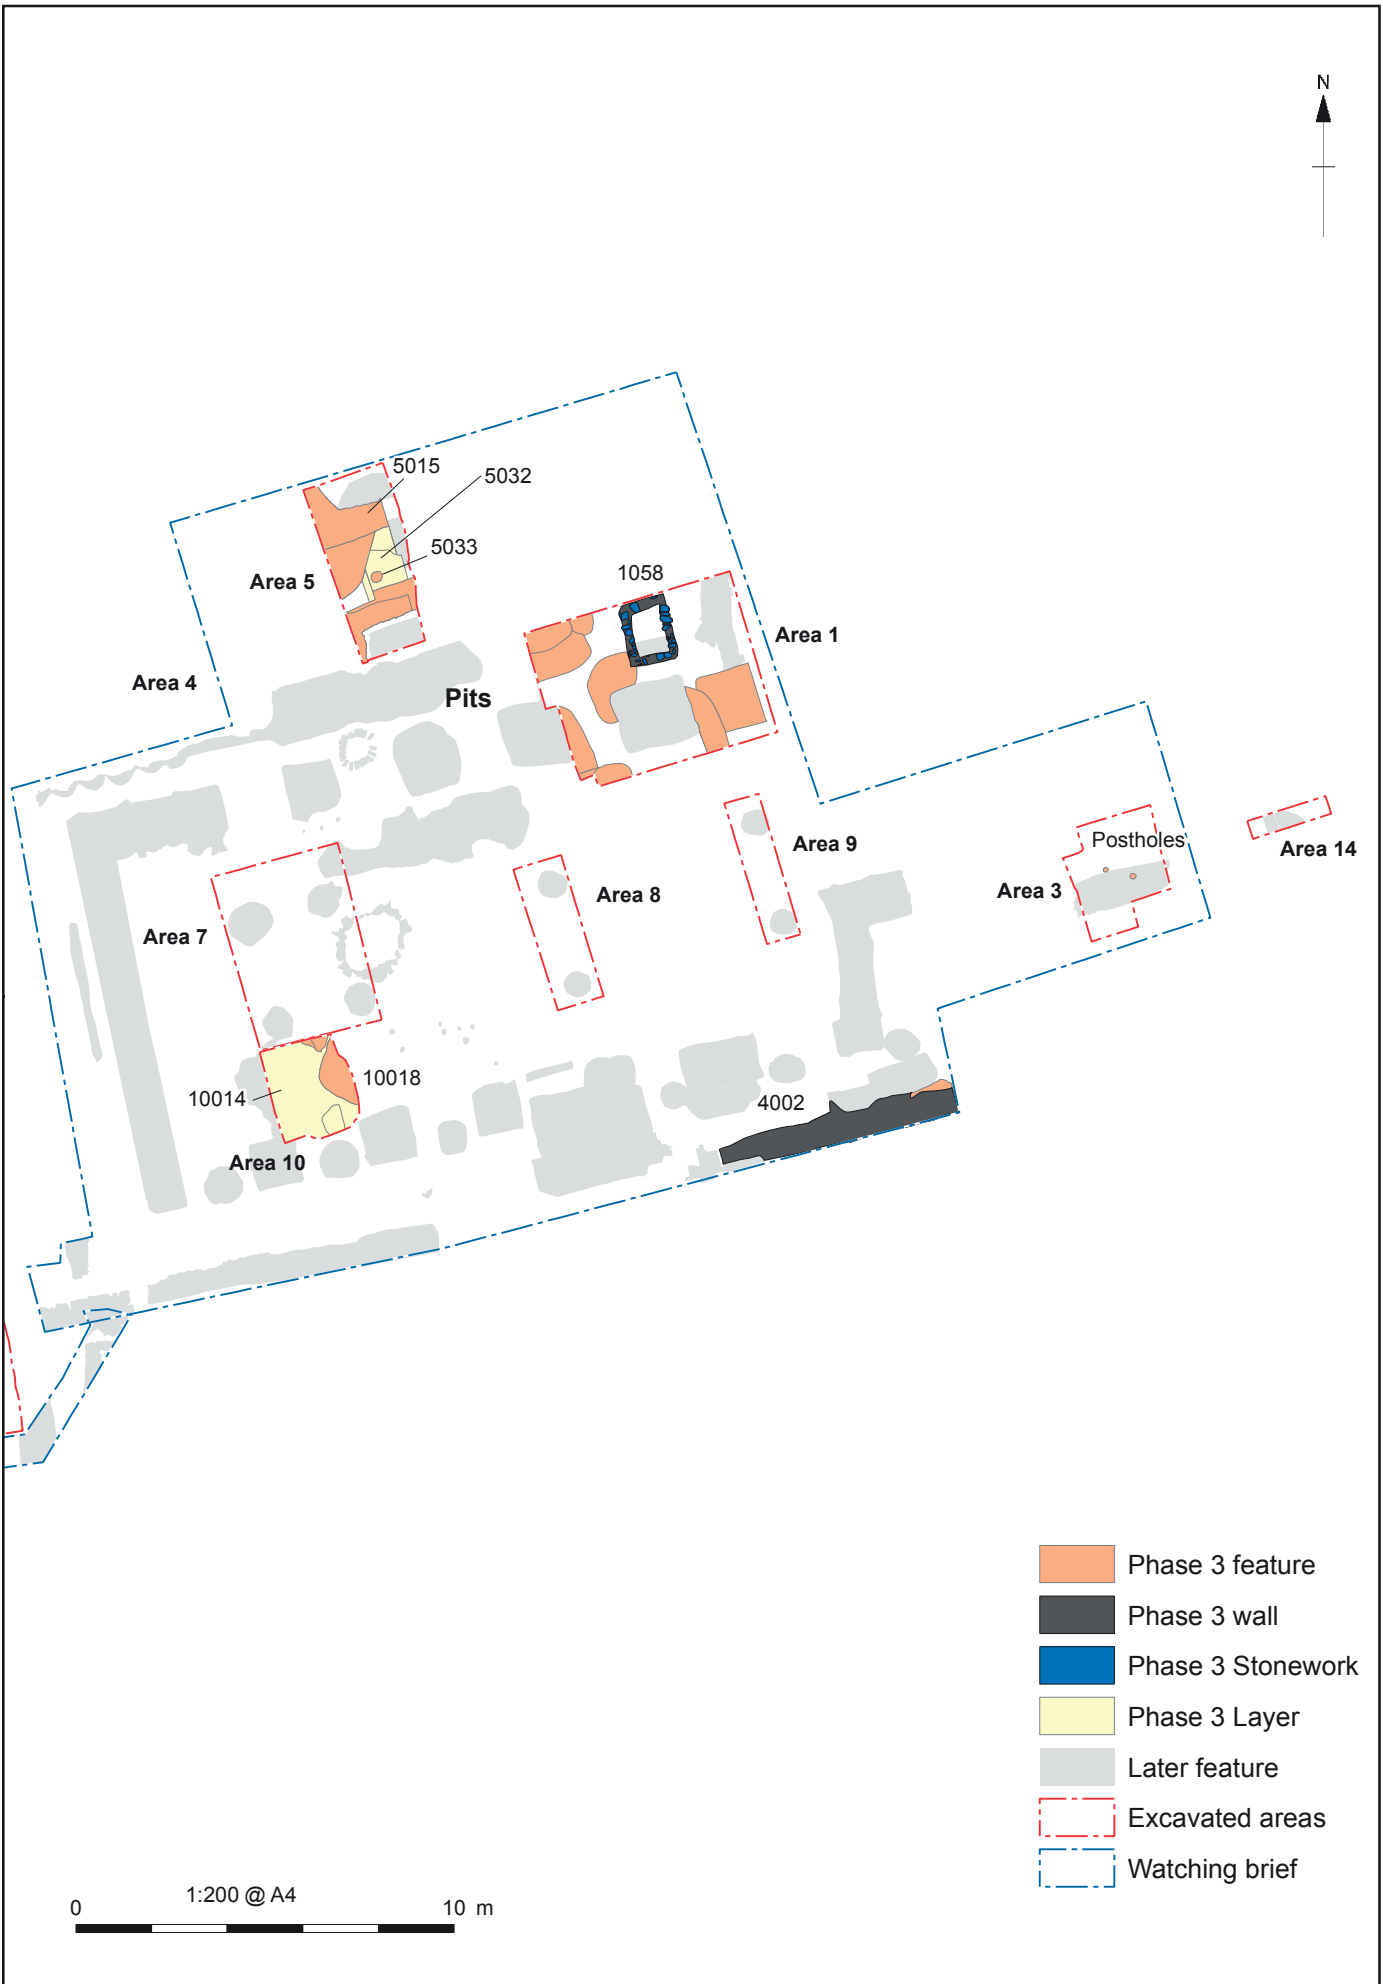 N
5015
5032
5033
Area 5
1058
Area 1
Area 4
Pits
Area 9
Postholes
Area 14
Area 3
Area 8
Area 7
10018
10014
4002
Area 10
Phase 3 feature
Phase 3 wall
Phase 3 Stonework
Phase 3 Layer
Later feature
Excavated areas
Watching brief
1:200 @ A4
0 10 m